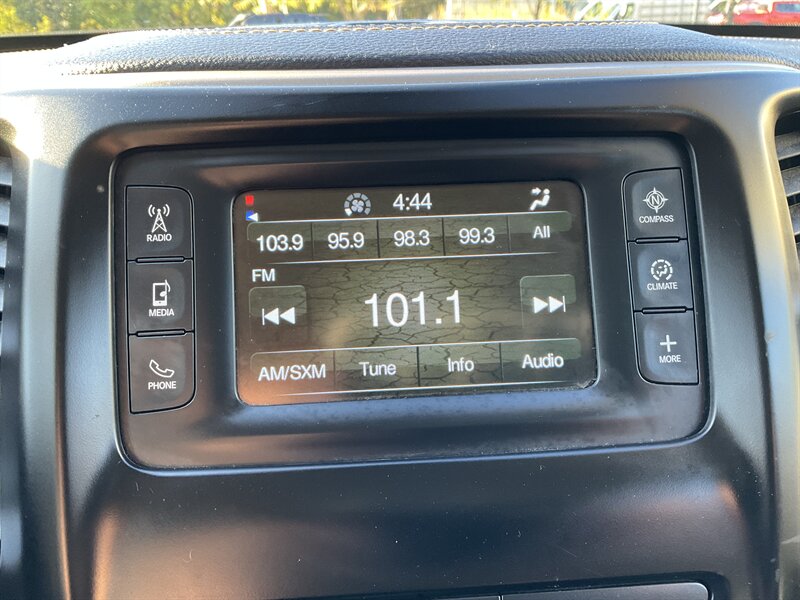 4:44
103.9 95.9 98.3 99.3 All
FM
101.1
AM/SXM Tune Info Audio
RADIO
MEDIA
PHONE
N
COMPASS
CLIMATE
MORE